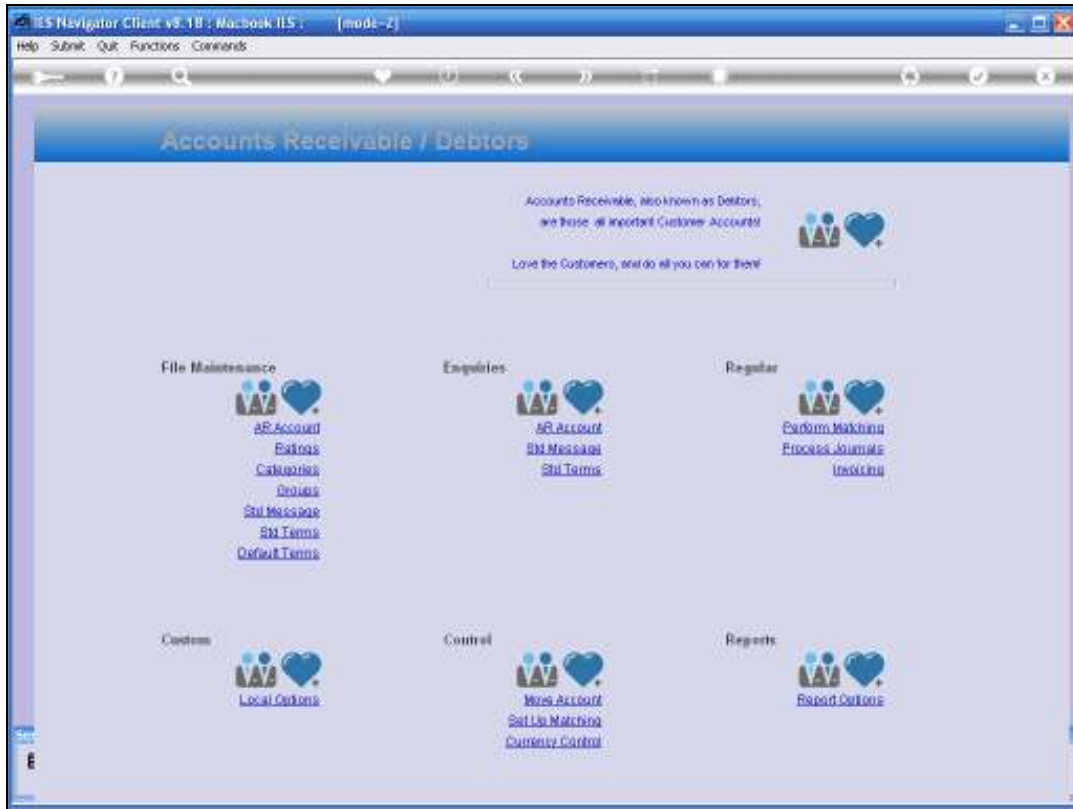 IES Navigator Client v8.1B : Macbook ILS : [mode-Z]
Help Submit Quit Functions Commands
Accounts Receivable / Debtors
Accounts Receivable, also known as Debtors,
are those all important Customer Accounts!
Love the Customers, and do all you can for them!
File Maintenance
AR Account
Ratings
Categories
Groups
Std Message
Std Terms
Default Terms
Enquiries
AR Account
Std Message
Std Terms
Regular
Perform Matching
Process Journals
Invoicing
Custom
Local Options
Control
Move Account
Set Up Matching
Currency Control
Reports
Report Options